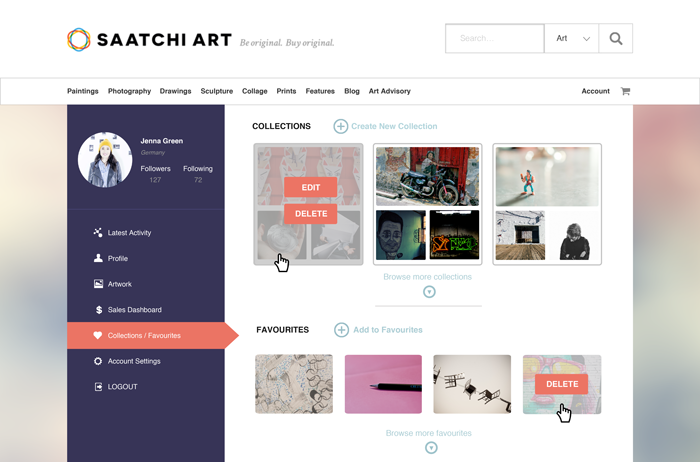 SAATCHI ART Be original. Buy original.
Search...
Art
Paintings Photography Drawings Sculpture Collage Prints Features Blog Art Advisory Account
Jenna Green
Germany
Followers Following
127 72
Latest Activity
Profile
Artwork
Sales Dashboard
Collections / Favourites
Account Settings
LOGOUT
COLLECTIONS Create New Collection
EDIT
DELETE
Browse more collections
FAVOURITES Add to Favourites
DELETE
Browse more favourites